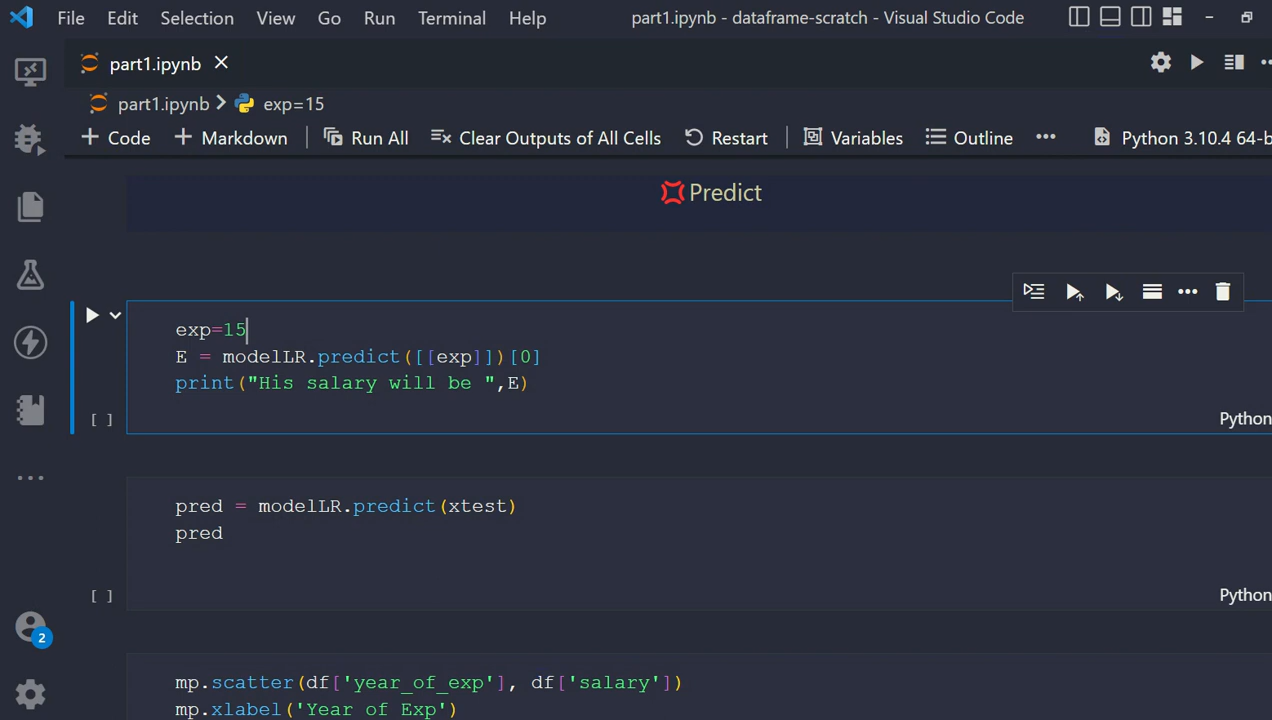 File Edit Selection View Go Run Terminal Help part1.ipynb - dataframe-scratch - Visual Studio Code
part1.ipynb
part1.ipynb > exp=15
+ Code + Markdown Run All Clear Outputs of All Cells Restart Variables Outline ... Python 3.10.4 64-b
Predict
exp=15
E = modelLR.predict([[exp]])[0]
print("His salary will be ",E)
[ ] Python
pred = modelLR.predict(xtest)
pred
[ ] Python
2
mp.scatter(df['year_of_exp'], df['salary'])
mp.xlabel('Year of Exp')